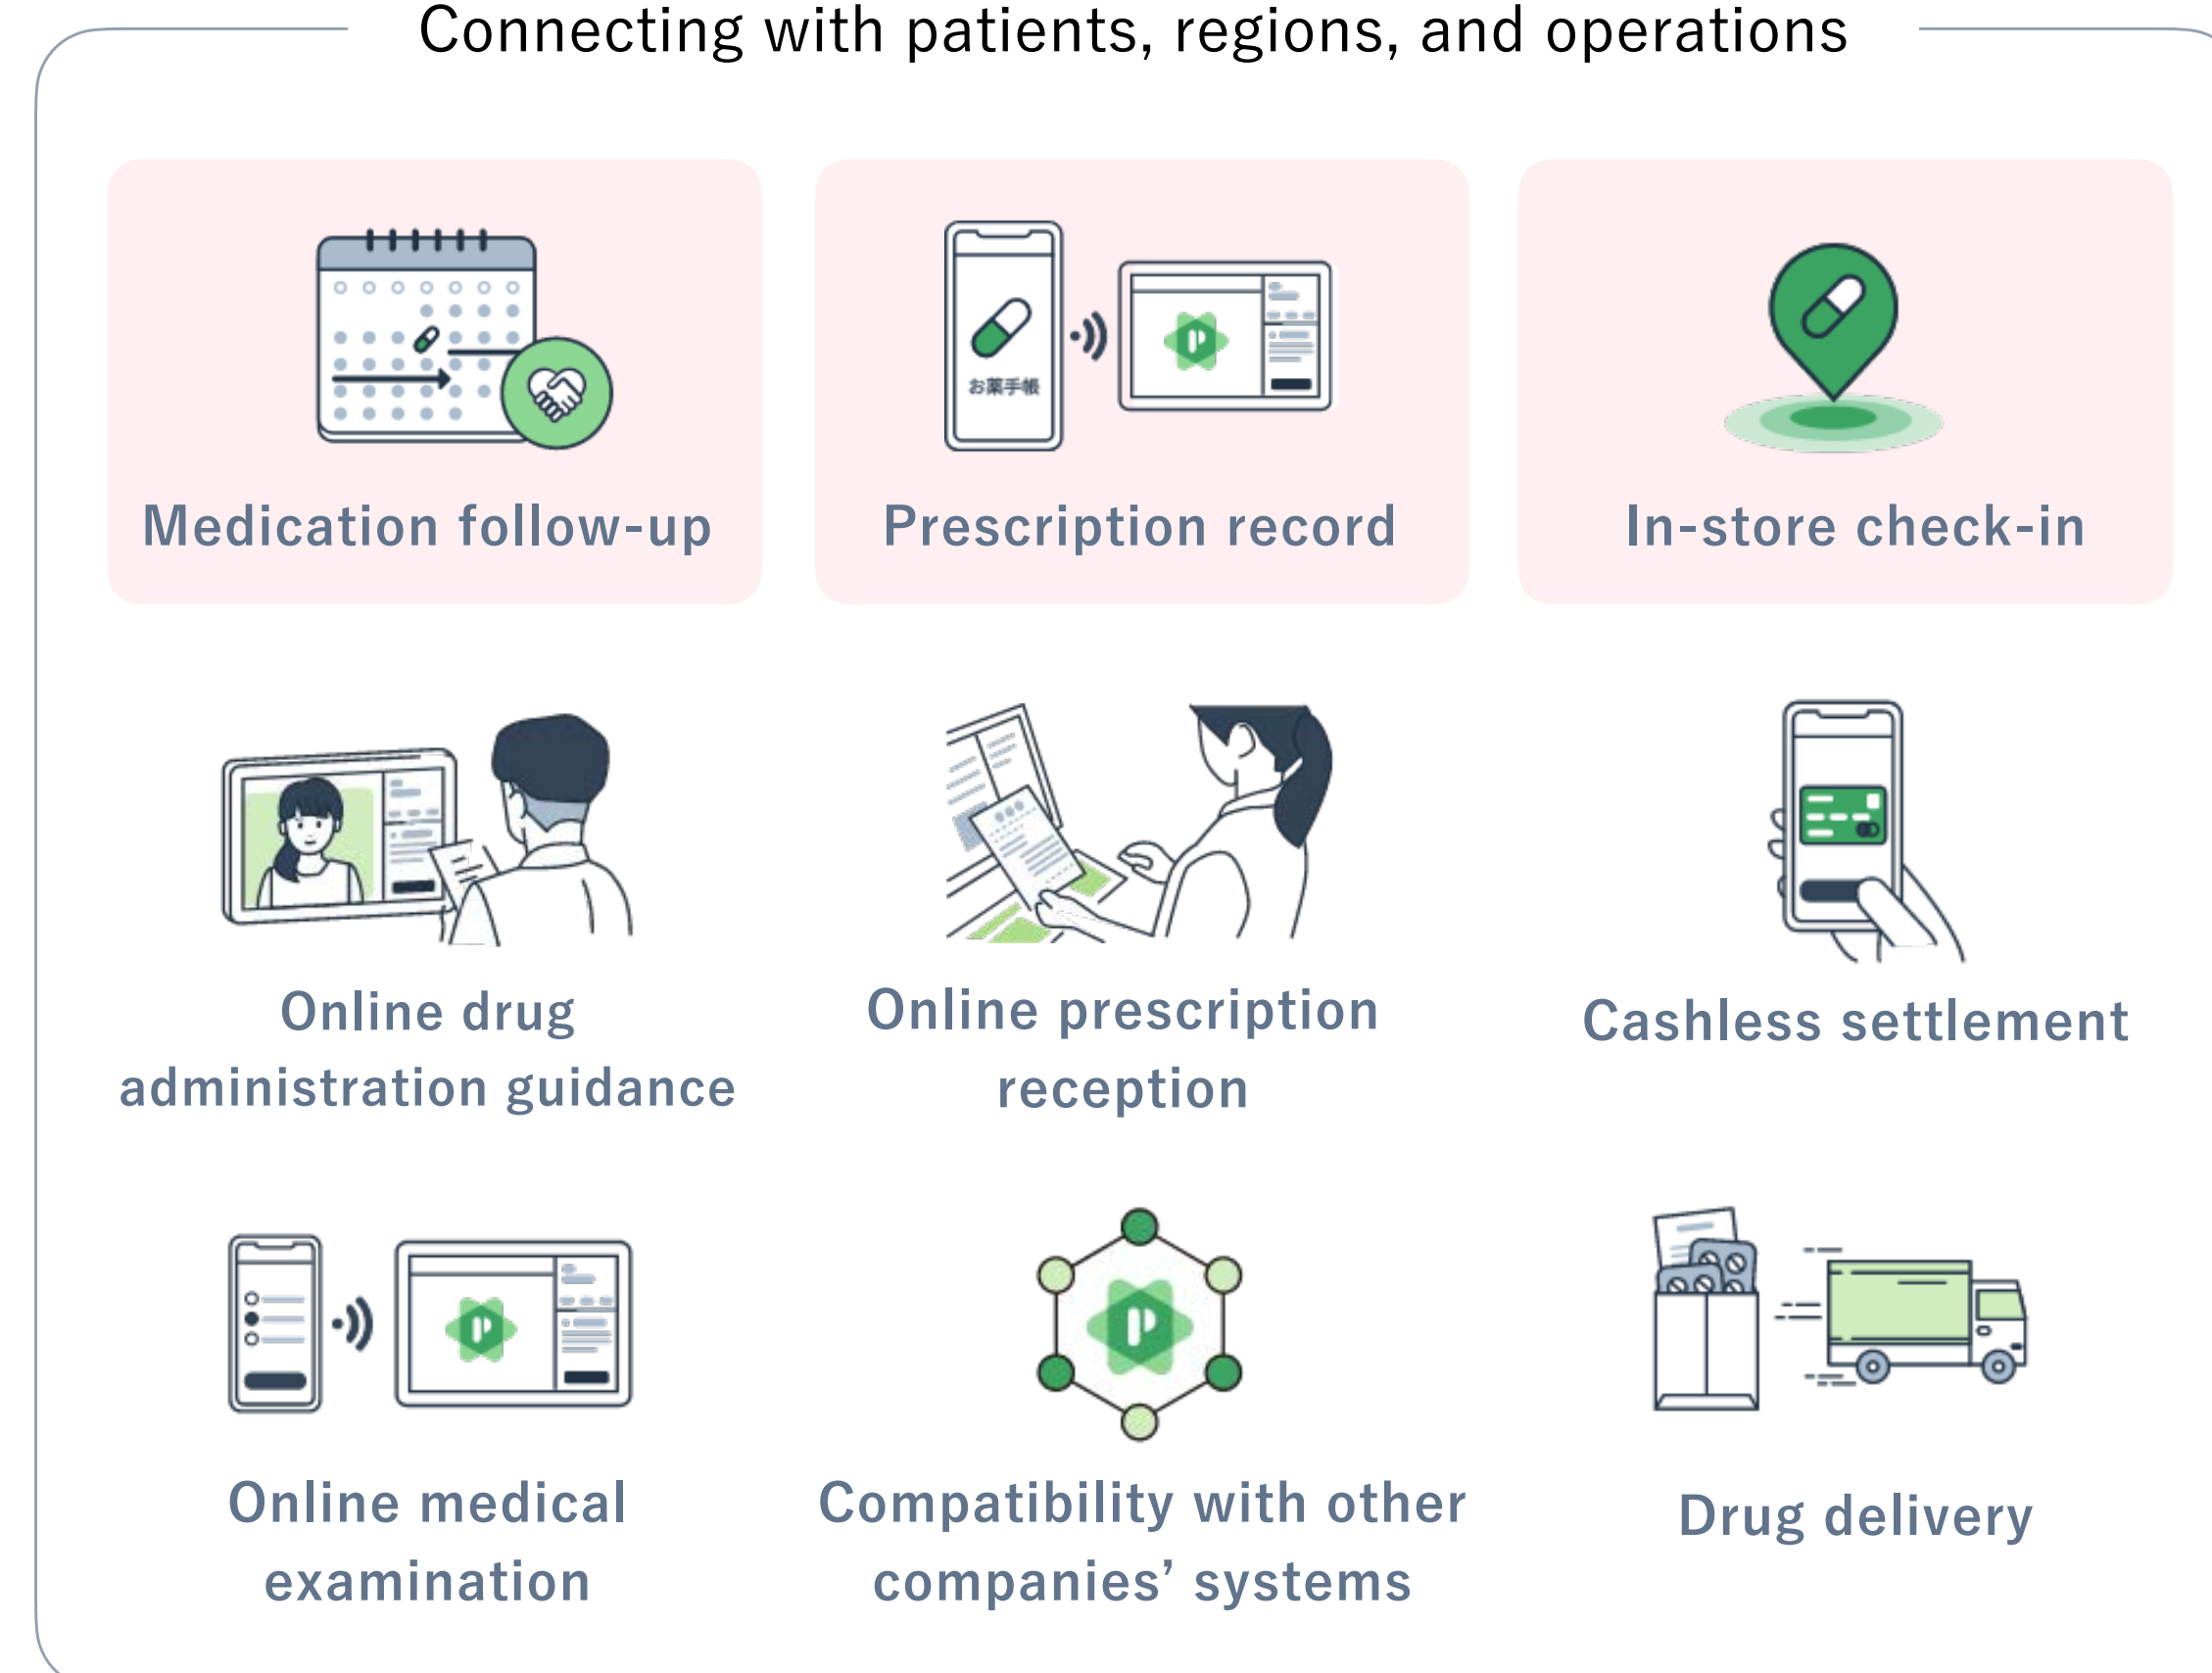 Connecting with patients, regions, and operations
お薬手帳
Medication follow-up
Prescription record
In-store check-in
Online drug
administration guidance
Online prescription
reception
Cashless settlement
Online medical
examination
Compatibility with other
companies’ systems
Drug delivery